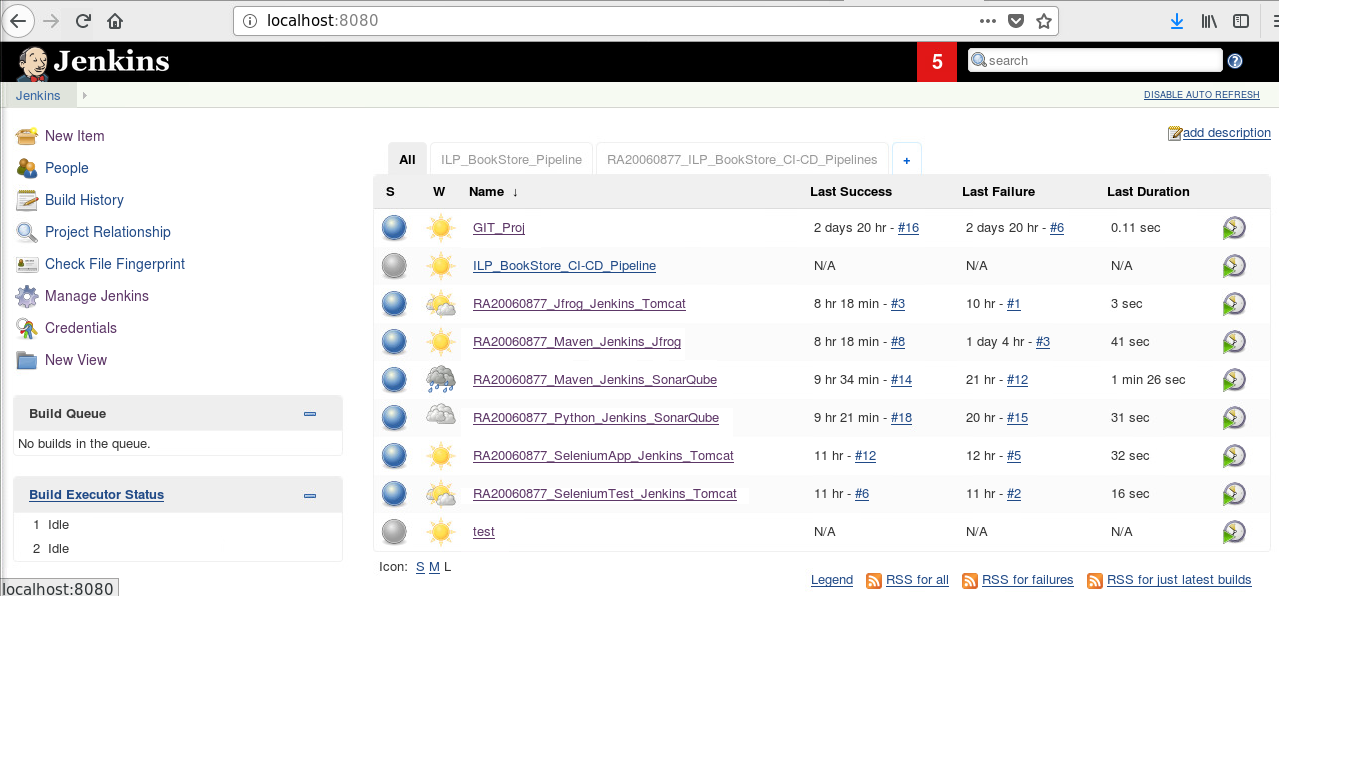 localhost:8080
Jenkins
5
search
Jenkins
DISABLE AUTO REFRESH
New Item
People
Build History
Project Relationship
Check File Fingerprint
Manage Jenkins
Credentials
New View
Build Queue
No builds in the queue.
Build Executor Status
1 Idle
2 Idle
localhost:8080
add description
All ILP_BookStore_Pipeline RA20060877_ILP_BookStore_CI-CD_Pipelines +
S W Name ↓ Last Success Last Failure Last Duration
GIT_Proj 2 days 20 hr - #16 2 days 20 hr - #6 0.11 sec
ILP_BookStore_CI-CD_Pipeline N/A N/A N/A
RA20060877_Jfrog_Jenkins_Tomcat 8 hr 18 min - #3 10 hr - #1 3 sec
RA20060877_Maven_Jenkins_Jfrog 8 hr 18 min - #8 1 day 4 hr - #3 41 sec
RA20060877_Maven_Jenkins_SonarQube 9 hr 34 min - #14 21 hr - #12 1 min 26 sec
RA20060877_Python_Jenkins_SonarQube 9 hr 21 min - #18 20 hr - #15 31 sec
RA20060877_SeleniumApp_Jenkins_Tomcat 11 hr - #12 12 hr - #5 32 sec
RA20060877_SeleniumTest_Jenkins_Tomcat 11 hr - #6 11 hr - #2 16 sec
test N/A N/A N/A
Icon: S M L
Legend RSS for all RSS for failures RSS for just latest builds